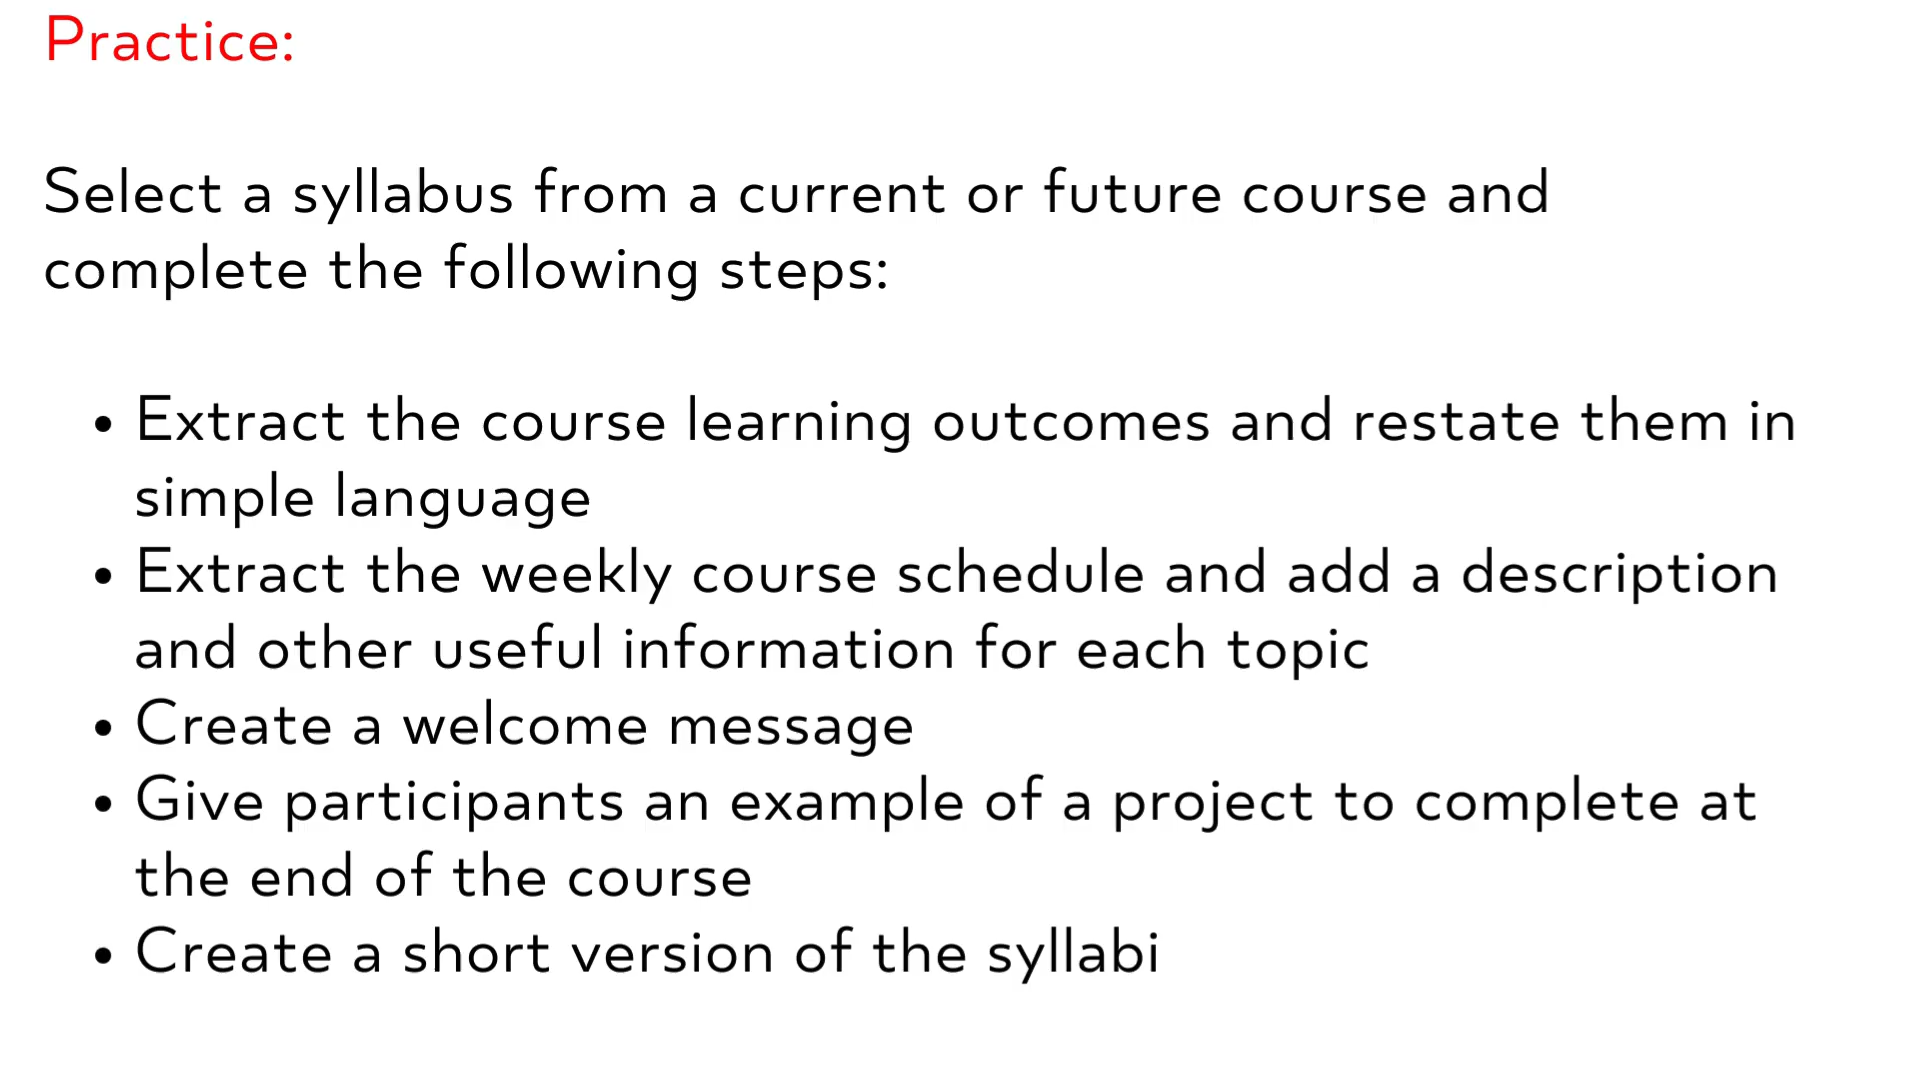 Practice:
Select a syllabus from a current or future course and
complete the following steps:
• Extract the course learning outcomes and restate them in
simple language
• Extract the weekly course schedule and add a description
and other useful information for each topic
• Create a welcome message
• Give participants an example of a project to complete at
the end of the course
• Create a short version of the syllabi